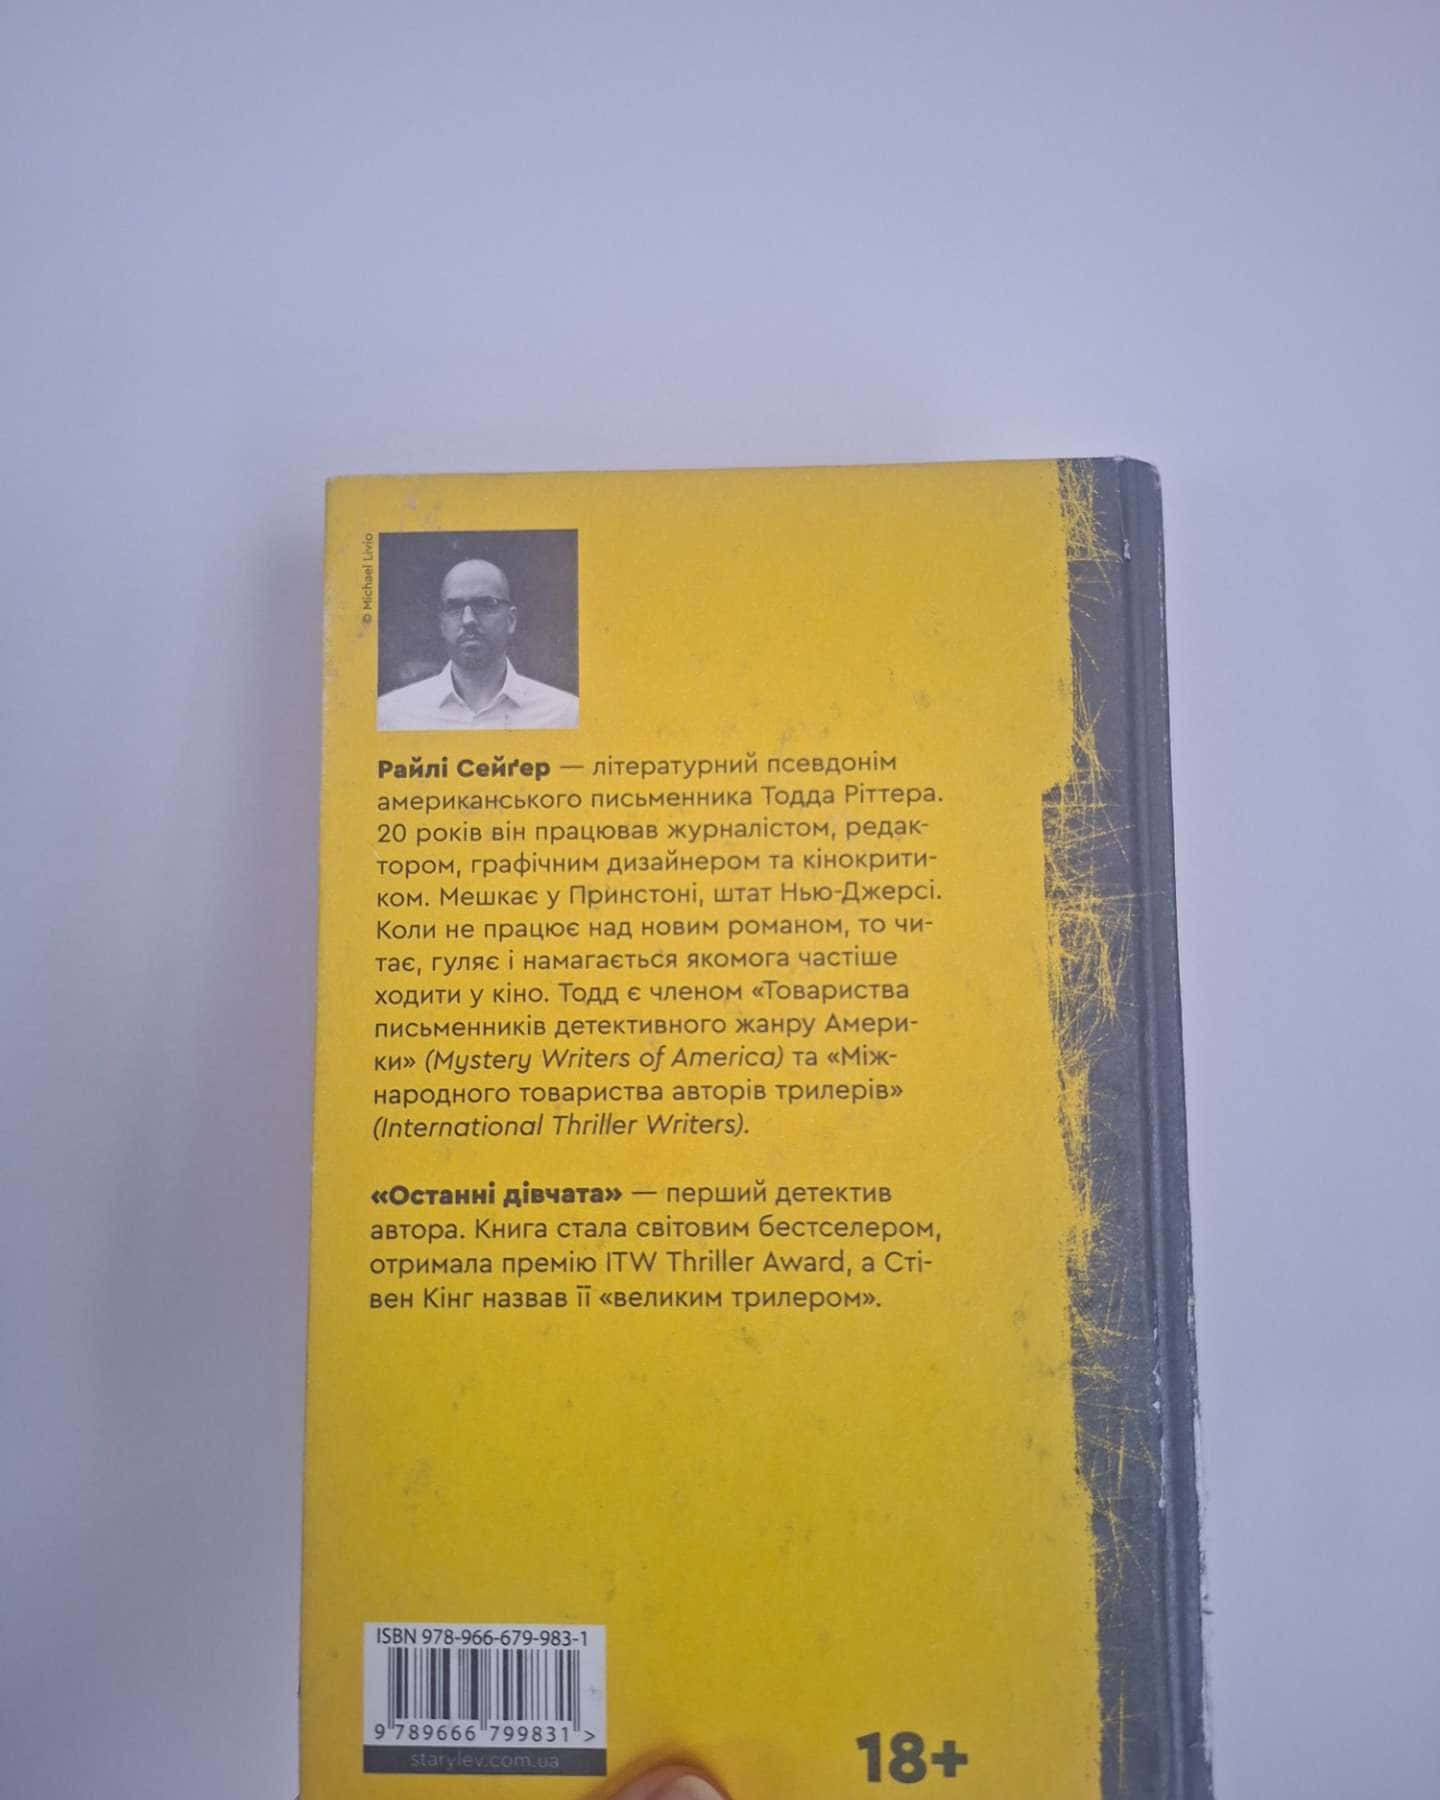 © Michael Livio
Райлі Сейґер — літературний псевдонім
американського письменника Тодда Ріттера.
20 років він працював журналістом, редак-
тором, графічним дизайнером та кінокрити-
ком. Мешкає у Принстоні, штат Нью-Джерсі.
Коли не працює над новим романом, то чи-
тає, гуляє і намагається якомога частіше
ходити у кіно. Тодд є членом «Товариства
письменників детективного жанру Амери-
ки» (Mystery Writers of America) та «Між-
народного товариства авторів трилерів»
(International Thriller Writers).
«Останні дівчата» — перший детектив
автора. Книга стала світовим бестселером,
отримала премію ITW Thriller Award, а Сті-
вен Кінг назвав її «великим трилером».
ISBN 978-966-679-983-1
9 789666 799831 >
starylev.com.ua
18+